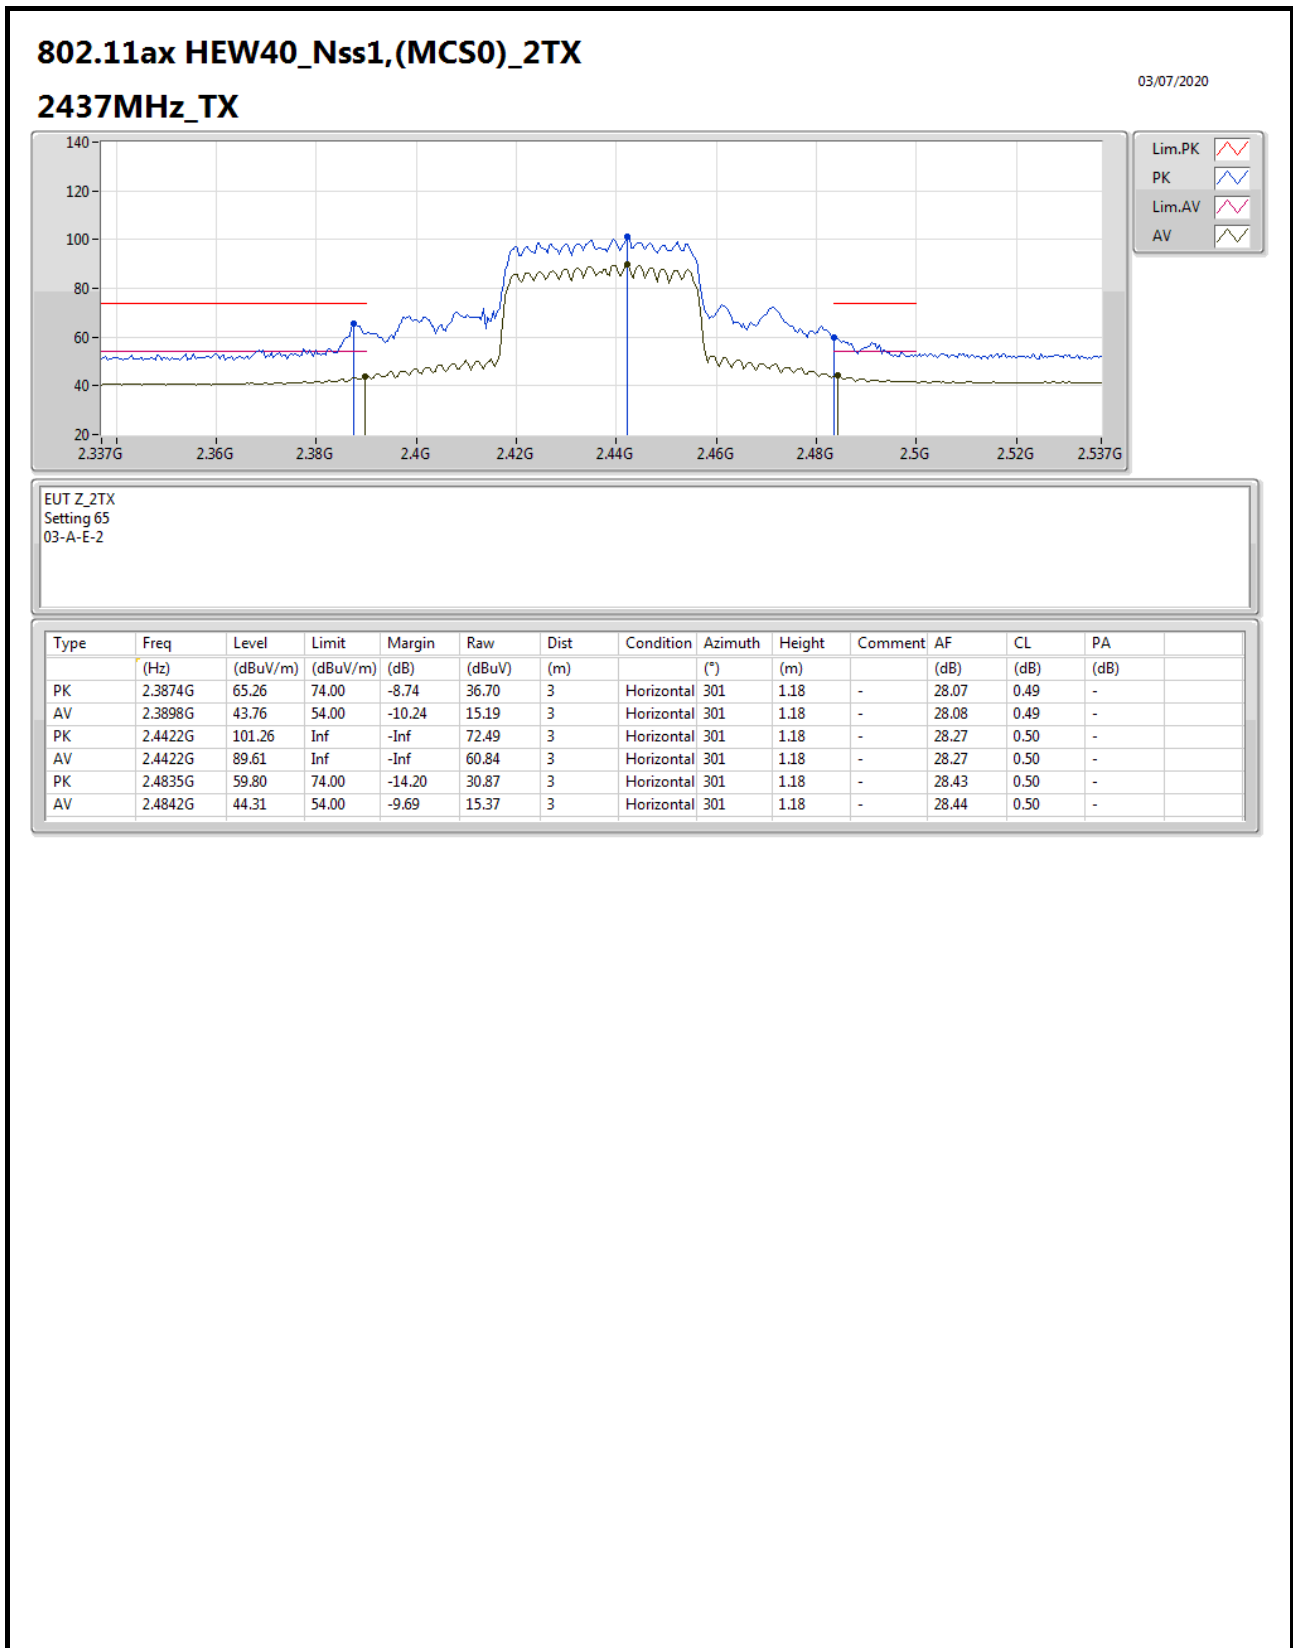 802.11ax HEW40_Nss1,(MCS0)_2TX
03/07/2020
2437MHz_TX
140
120
100
80
60
40
20
2.337G 2.36G 2.38G 2.4G 2.42G 2.44G 2.46G 2.48G 2.5G 2.52G 2.537G
Lim.PK
PK
Lim.AV
AV
EUT Z_2TX
Setting 65
03-A-E-2
Type Freq Level Limit Margin Raw Dist Condition Azimuth Height Comment AF CL PA
(Hz) (dBuV/m) (dBuV/m) (dB) (dBuV) (m) (°) (m) (dB) (dB) (dB)
PK 2.3874G 65.26 74.00 -8.74 36.70 3 Horizontal 301 1.18 - 28.07 0.49 -
AV 2.3898G 43.76 54.00 -10.24 15.19 3 Horizontal 301 1.18 - 28.08 0.49 -
PK 2.4422G 101.26 Inf -Inf 72.49 3 Horizontal 301 1.18 - 28.27 0.50 -
AV 2.4422G 89.61 Inf -Inf 60.84 3 Horizontal 301 1.18 - 28.27 0.50 -
PK 2.4835G 59.80 74.00 -14.20 30.87 3 Horizontal 301 1.18 - 28.43 0.50 -
AV 2.4842G 44.31 54.00 -9.69 15.37 3 Horizontal 301 1.18 - 28.44 0.50 -